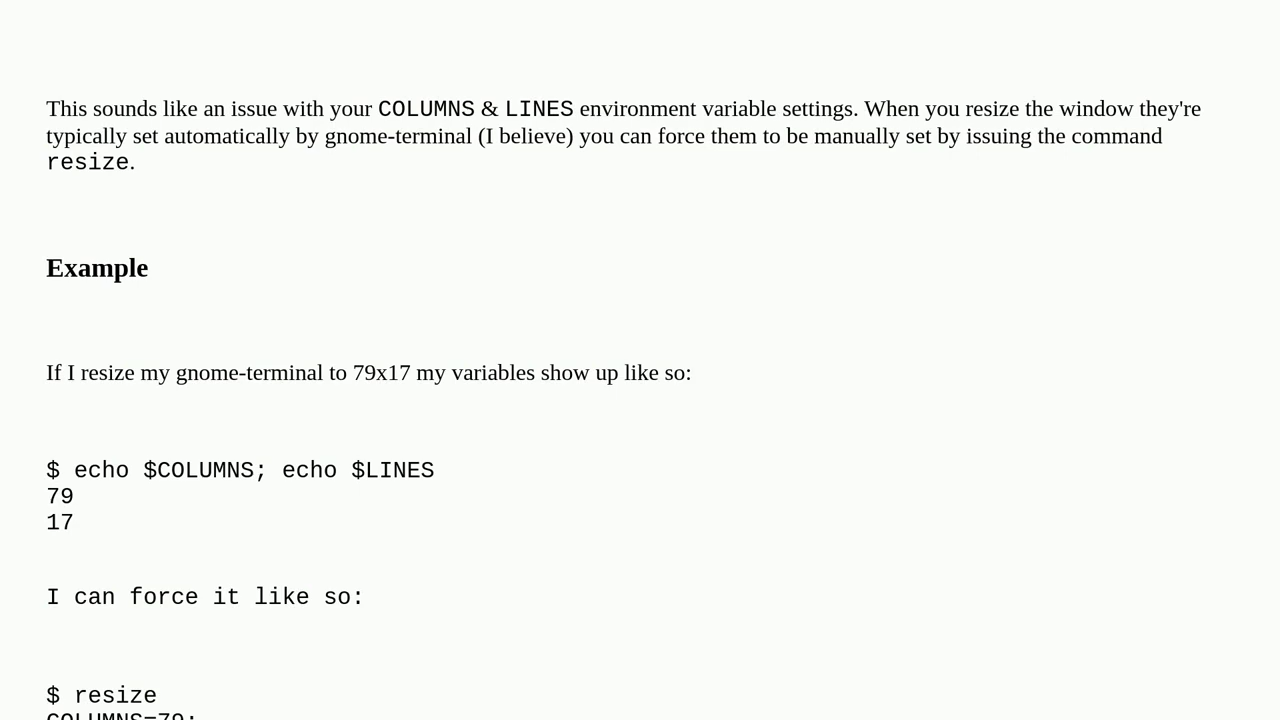 This sounds like an issue with your COLUMNS & LINES environment variable settings. When you resize the window they're
typically set automatically by gnome-terminal (I believe) you can force them to be manually set by issuing the command
resize.
Example
If I resize my gnome-terminal to 79x17 my variables show up like so:
$ echo $COLUMNS; echo $LINES
79
17
I can force it like so:
$ resize
COLUMNS=79;